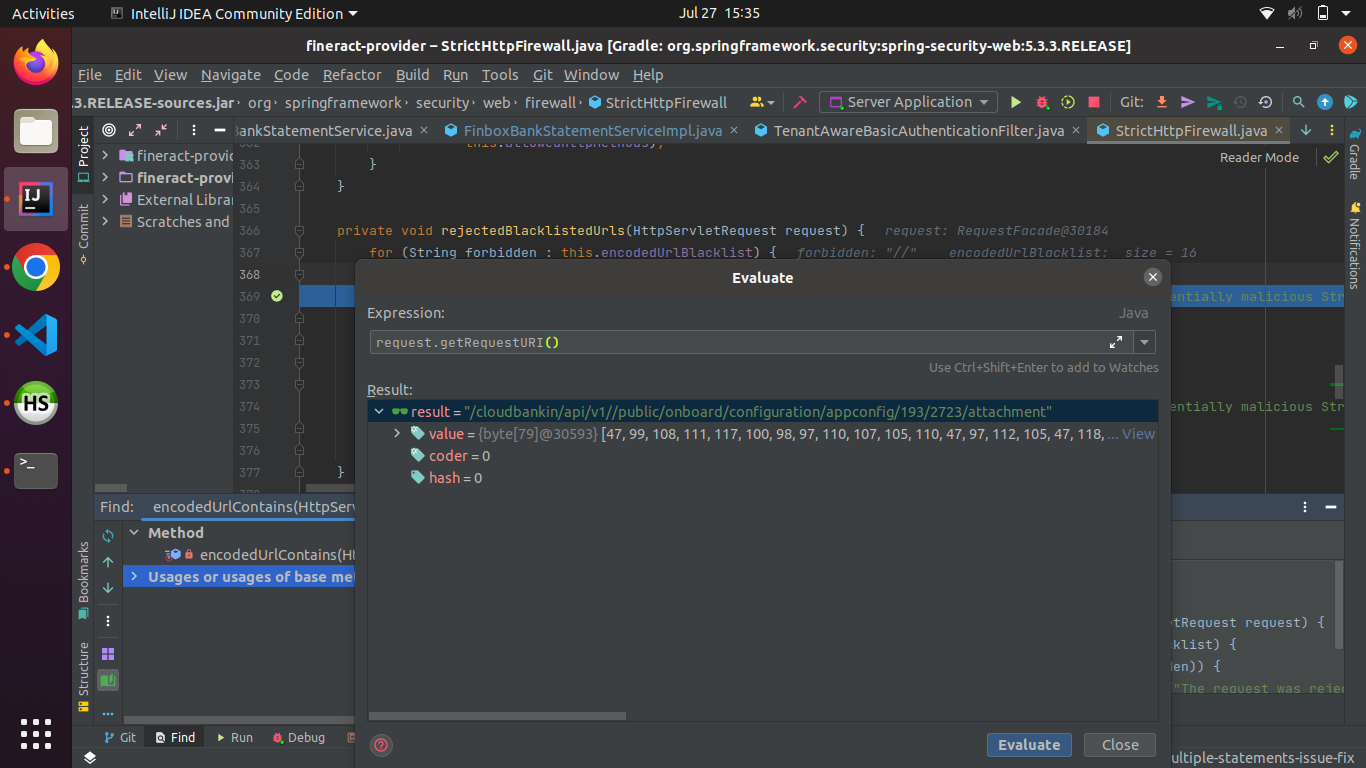 Activities IntelliJ IDEA Community Edition Jul 27 15:35
fineract-provider – StrictHttpFirewall.java [Gradle: org.springframework.security:spring-security-web:5.3.3.RELEASE]
File Edit View Navigate Code Refactor Build Run Tools Git Window Help
.3.RELEASE-sources.jar org springframework security web firewall StrictHttpFirewall Server Application Git:
Project
BankStatementService.java FinboxBankStatementServiceImpl.java TenantAwareBasicAuthenticationFilter.java StrictHttpFirewall.java
Gradle
fineract-provi
362 this.allowedHttpMethods);
Reader Mode
363 }
fineract-provi
364 }
External Librar
365
Scratches and
Commit
Notifications
366 private void rejectedBlacklistedUrls(HttpServletRequest request) { request: RequestFacade@30184
367 for (String forbidden : this.encodedUrlBlacklist) { forbidden: "//" encodedUrlBlacklist: size = 16
368
369 entially malicious Str
370
371
372
373
374 entially malicious Str
375
376
377 }
Evaluate
Expression:
Java
request.getRequestURI()
Use Ctrl+Shift+Enter to add to Watches
Result:
result = "/cloudbankin/api/v1//public/onboard/configuration/appconfig/193/2723/attachment"
value = {byte[79]@30593} [47, 99, 108, 111, 117, 100, 98, 97, 110, 107, 105, 110, 47, 97, 112, 105, 47, 118, ... View
coder = 0
hash = 0
Evaluate Close
Find: encodedUrlContains(HttpServ
Method
encodedUrlContains(Ht
Usages or usages of base me
Bookmarks
Structure
etRequest request) {
cklist) {
den)) {
"The request was reje
Git Find Run Debug
ultiple-statements-issue-fix